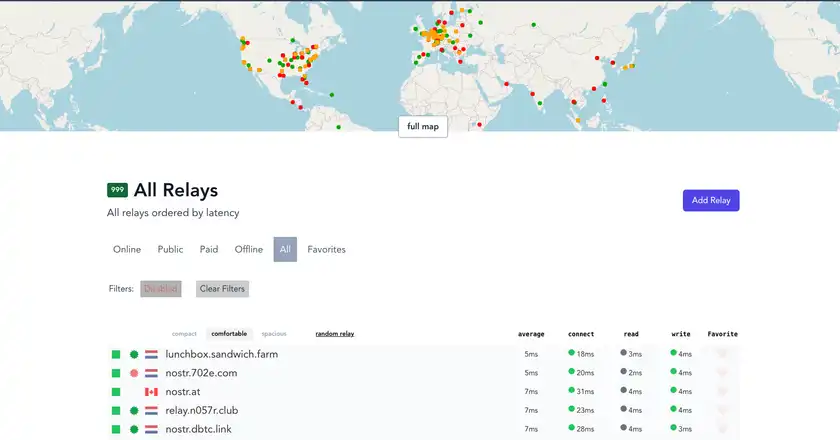 full map
999 All Relays
Add Relay
All relays ordered by latency
Online Public Paid Offline All Favorites
Filters: Disable Clear Filters
compact comfortable spacious random relay average connect read write Favorite
lunchbox.sandwich.farm 5ms 18ms 3ms 4ms
nostr.702e.com 5ms 20ms 2ms 4ms
nostr.at 7ms 31ms 4ms 4ms
relay.n057r.club 7ms 23ms 4ms 4ms
nostr.dbtc.link 7ms 28ms 4ms 3ms